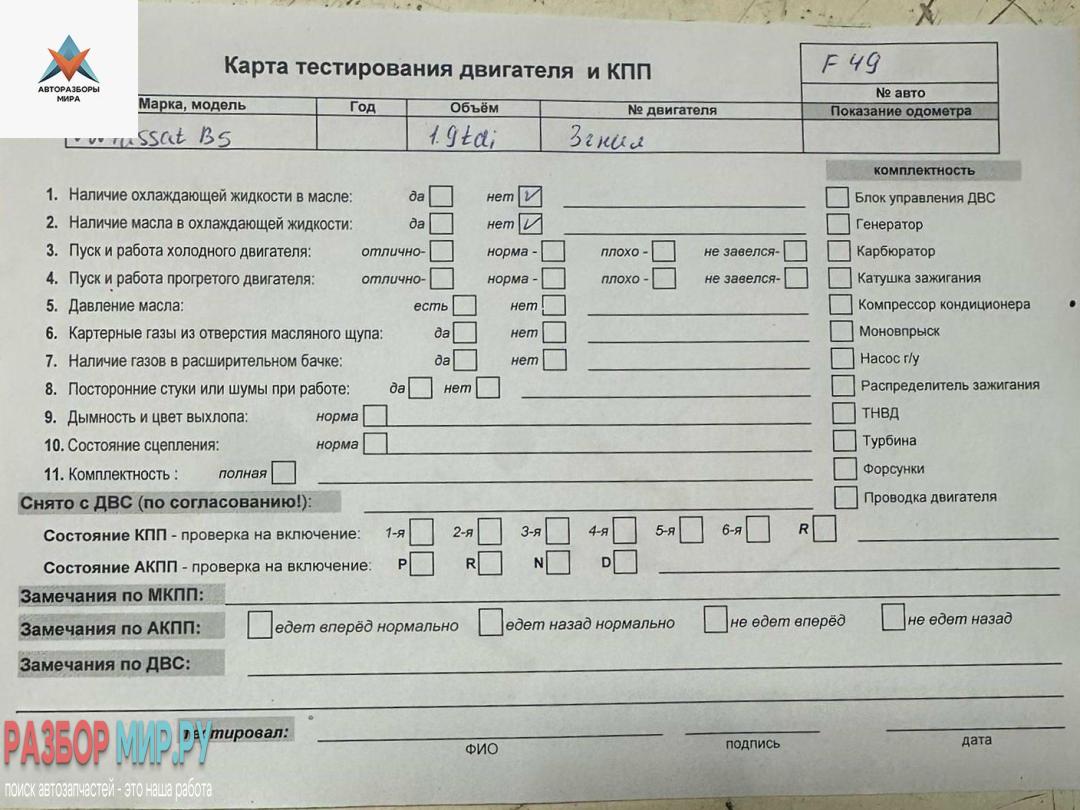 АВТОРАЗБОРЫ
МИРА
Карта тестирования двигателя и КПП
F 49
№ авто
Марка, модель Год Объём № двигателя Показание одометра
Passat B5 1.9tdi Згнил
комплектность
1. Наличие охлаждающей жидкости в масле: да нет Блок управления ДВС
2. Наличие масла в охлаждающей жидкости: да нет Генератор
3. Пуск и работа холодного двигателя: отлично- норма - плохо - не завелся- Карбюратор
4. Пуск и работа прогретого двигателя: отлично- норма - плохо - не завелся- Катушка зажигания
5. Давление масла: есть нет Компрессор кондиционера
6. Картерные газы из отверстия масляного щупа: да нет Моновпрыск
7. Наличие газов в расширительном бачке: да нет Насос г/у
8. Посторонние стуки или шумы при работе: да нет Распределитель зажигания
9. Дымность и цвет выхлопа: норма ТНВД
10. Состояние сцепления: норма Турбина
11. Комплектность : полная Форсунки
Снято с ДВС (по согласованию!): Проводка двигателя
Состояние КПП - проверка на включение: 1-я 2-я 3-я 4-я 5-я 6-я R
Состояние АКПП - проверка на включение: P R N D
Замечания по МКПП:
Замечания по АКПП: едет вперёд нормально едет назад нормально не едет вперёд не едет назад
Замечания по ДВС:
тестировал:
ФИО подпись дата
РАЗБОР МИР.РУ
поиск автозапчастей - это наша работа